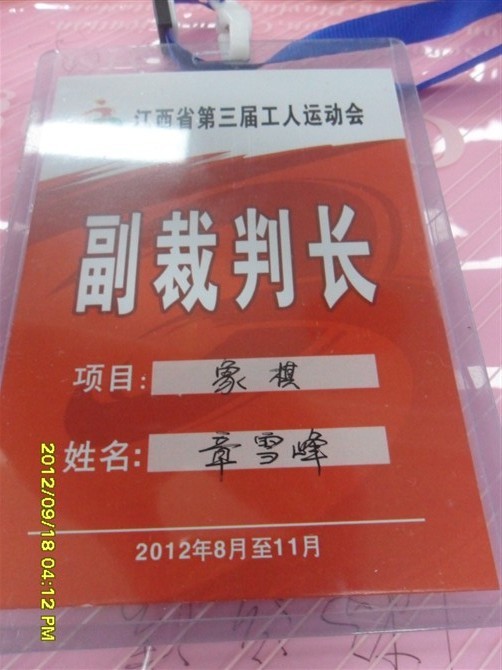 江西省第三届工人运动会
副裁判长
项目: 象棋
姓名: 章雪峰
2012年8月至11月
2012/09/18 04:12 PM